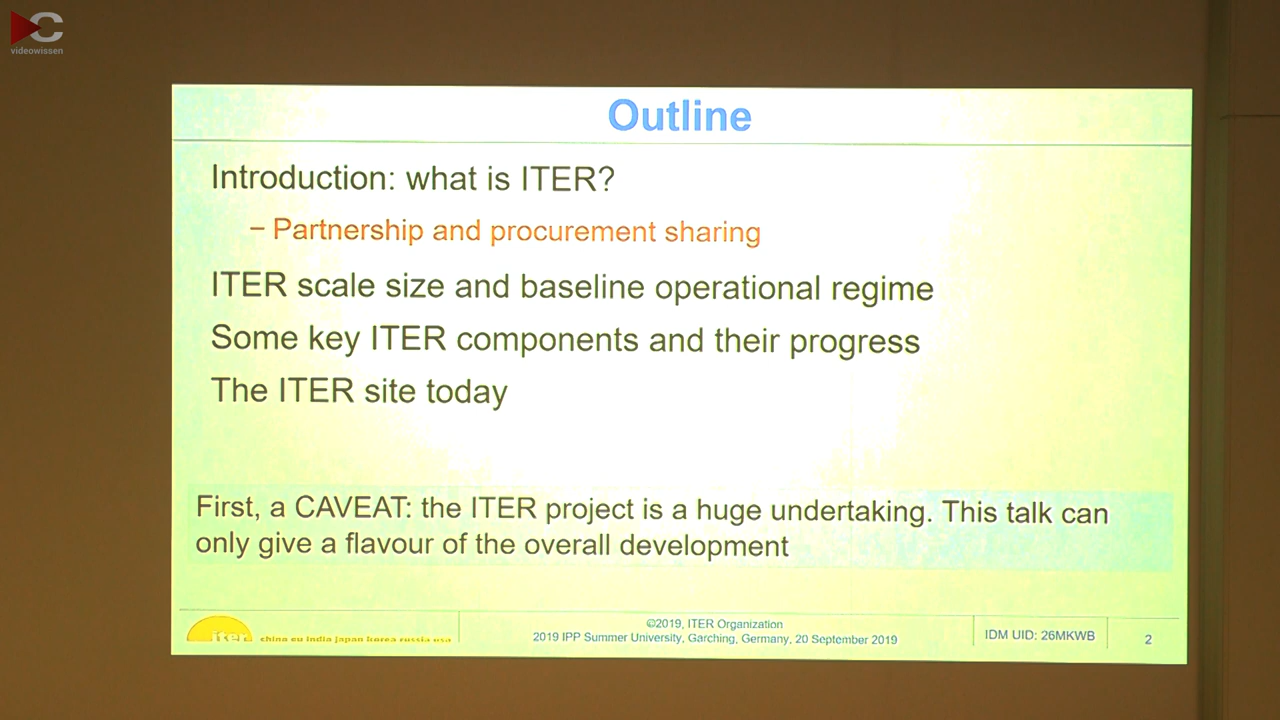 C
videowissen
Outline
Introduction: what is ITER?
– Partnership and procurement sharing
ITER scale size and baseline operational regime
Some key ITER components and their progress
The ITER site today
First, a CAVEAT: the ITER project is a huge undertaking. This talk can
only give a flavour of the overall development
iter
china eu india japan korea russia usa
©2019, ITER Organization
2019 IPP Summer University, Garching, Germany, 20 September 2019
IDM UID: 26MKWB
2